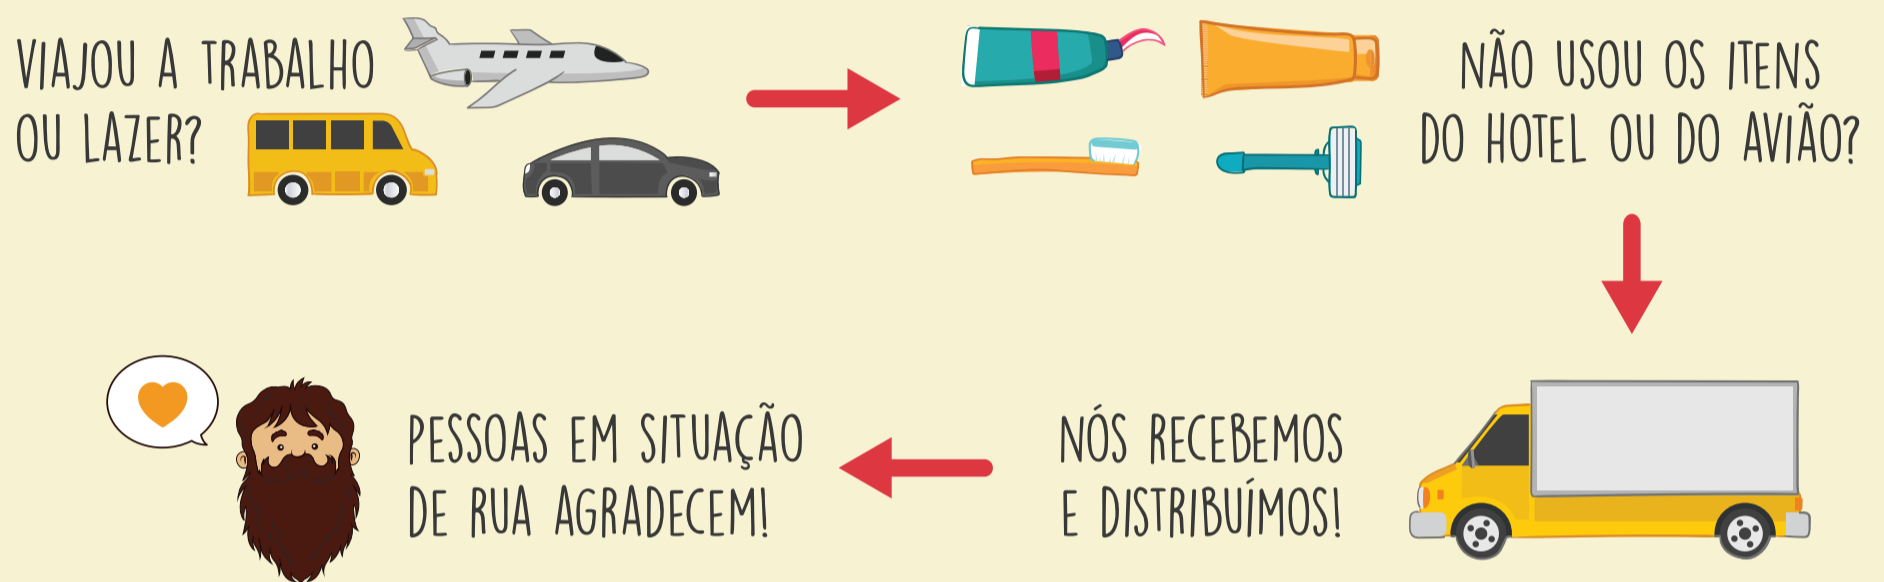 VIAJOU A TRABALHO
OU LAZER?
NÃO USOU OS ITENS
DO HOTEL OU DO AVIÃO?
NÓS RECEBEMOS
E DISTRIBUÍMOS!
PESSOAS EM SITUAÇÃO
DE RUA AGRADECEM!